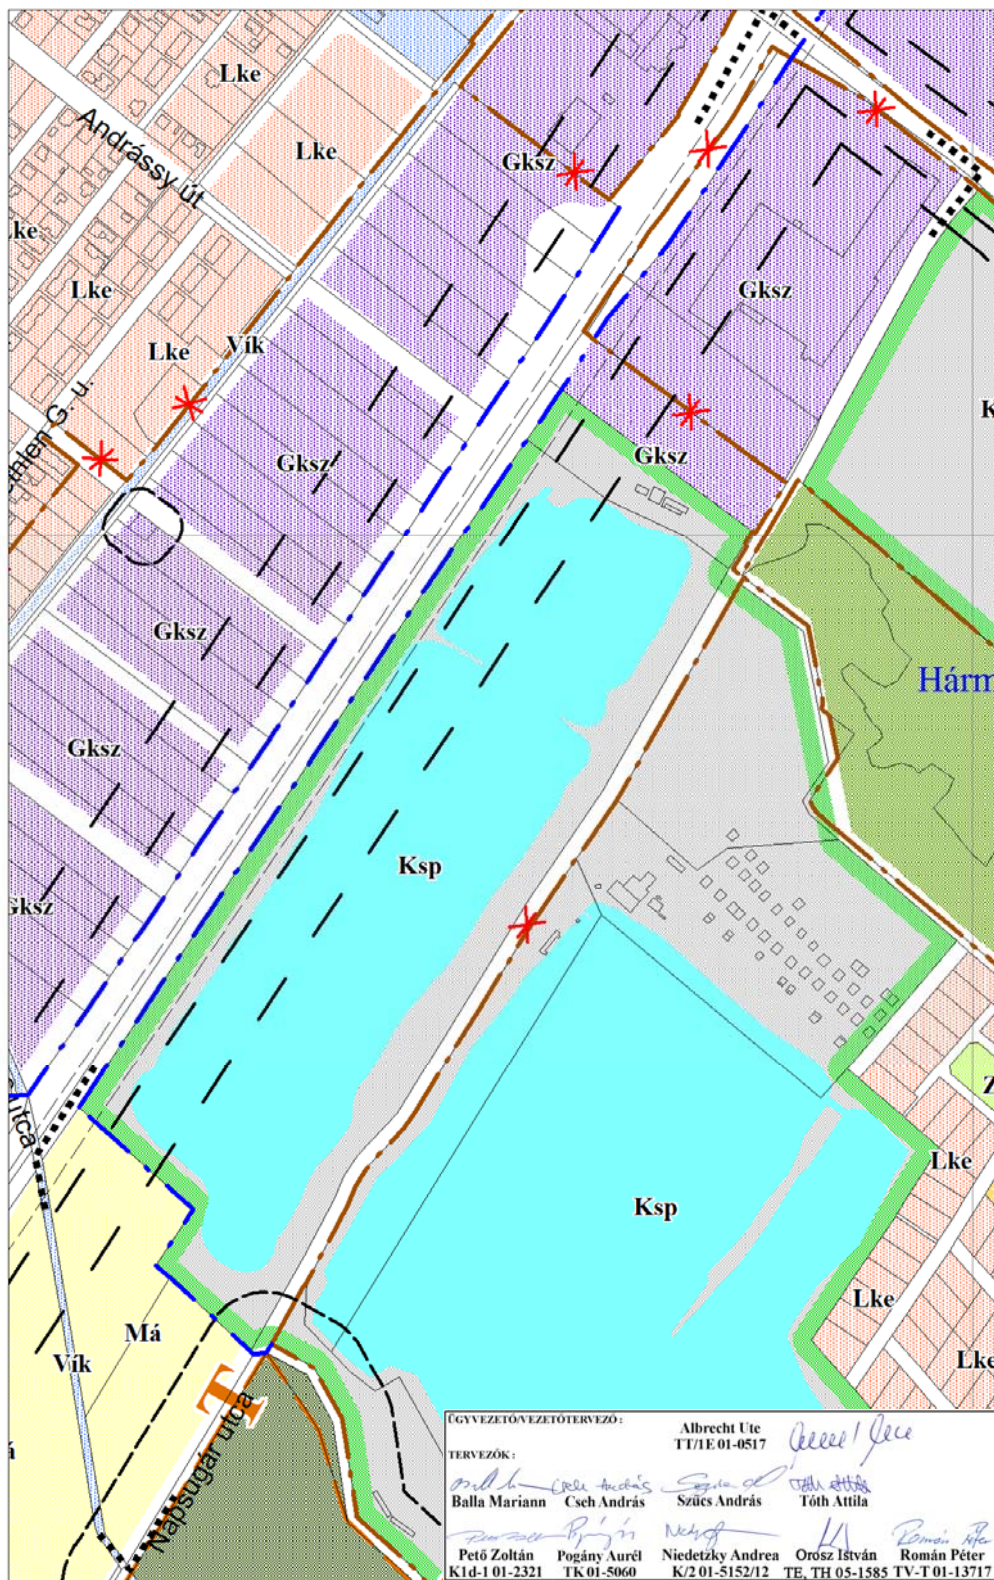 Lke
Andrássy út
Lke
Gksz
Lke
Lke
Gksz
Lke
Vík
K
G. u.
Gksz
Gksz
Gksz
Hárm
Gksz
Ksp
Gksz
Z
utca
Lke
Ksp
Lke
Má
Vík
Lke
T
Napsugár utca
á
ÜGYVEZETŐ/VEZETŐTERVEZŐ :
Albrecht Ute
TT/1E 01-0517
TERVEZŐK :
Balla Mariann Cseh András Szűcs András Tóth Attila
Pető Zoltán Pogány Aurél Niedetzky Andrea Orosz István Román Péter
K1d-1 01-2321 TK 01-5060 K/2 01-5152/12 TE, TH 05-1585 TV-T 01-13717